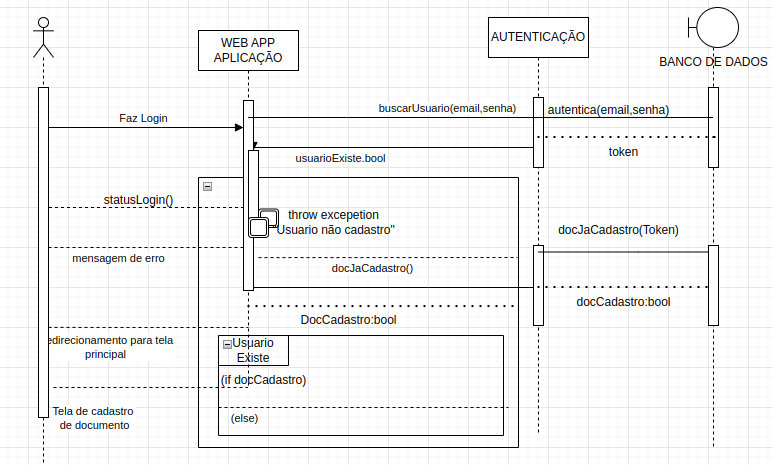 WEB APP
APLICAÇÃO
AUTENTICAÇÃO
BANCO DE DADOS
Faz Login
buscarUsuario(email,senha)
autentica(email,senha)
usuarioExiste.bool
token
statusLogin()
throw excepetion
Usuario não cadastro"
mensagem de erro
docJaCadastro()
docJaCadastro(Token)
docCadastro:bool
DocCadastro:bool
edirecionamento para tela
principal
Usuario
Existe
(if docCadastro)
Tela de cadastro
de documento
(else)